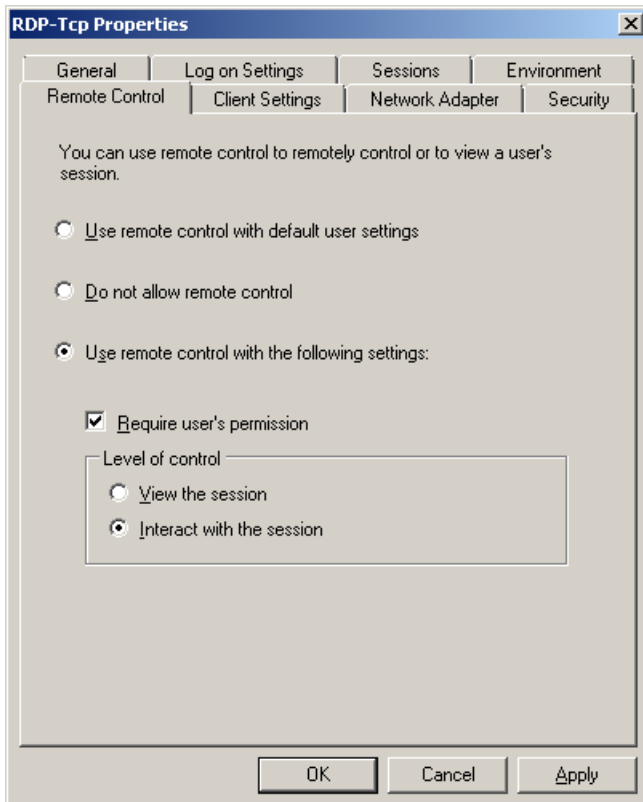 RDP-Tcp Properties
General Log on Settings Sessions Environment
Remote Control Client Settings Network Adapter Security
You can use remote control to remotely control or to view a user's
session.
Use remote control with default user settings
Do not allow remote control
Use remote control with the following settings:
Require user's permission
Level of control
View the session
Interact with the session
OK Cancel Apply